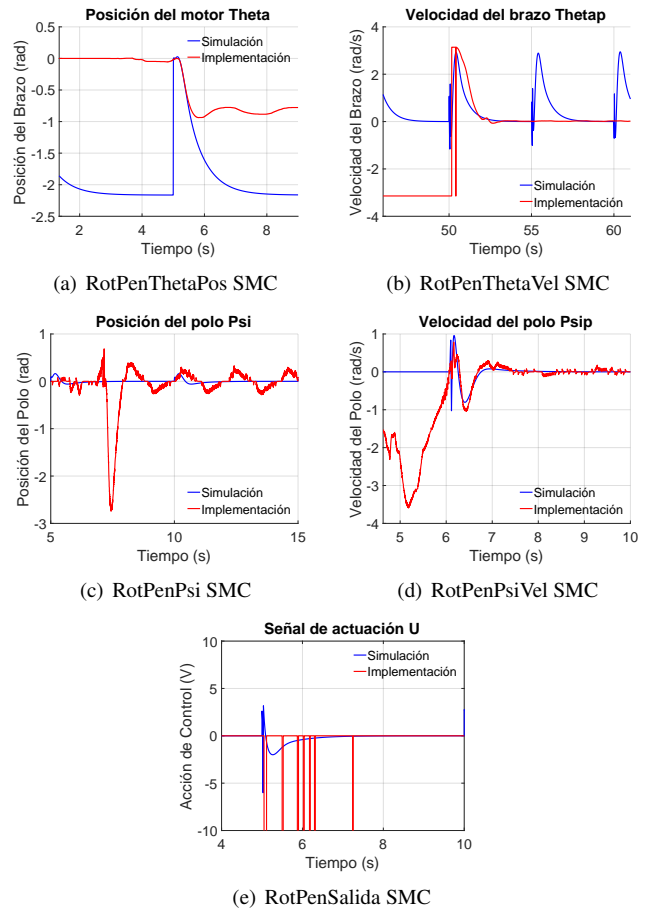 Posición del motor Theta
Posición del Brazo (rad)
0.5
0
-0.5
-1
-1.5
-2
-2.5
Simulación
Implementación
2
4
6
8
Tiempo (s)
(a) RotPenThetaPos SMC
Velocidad del brazo Thetap
Velocidad del Brazo (rad/s)
4
2
0
-2
-4
Simulación
Implementación
50
55
60
Tiempo (s)
(b) RotPenThetaVel SMC
Posición del polo Psi
Posición del Polo (rad)
1
0
-1
-2
-3
Simulación
Implementación
5
10
15
Tiempo (s)
(c) RotPenPsi SMC
Velocidad del polo Psip
Velocidad del Polo (rad/s)
1
0
-1
-2
-3
-4
Simulación
Implementación
5
6
7
8
9
10
Tiempo (s)
(d) RotPenPsiVel SMC
Señal de actuación U
Acción de Control (V)
10
5
0
-5
-10
Simulación
Implementación
4
6
8
10
Tiempo (s)
(e) RotPenSalida SMC